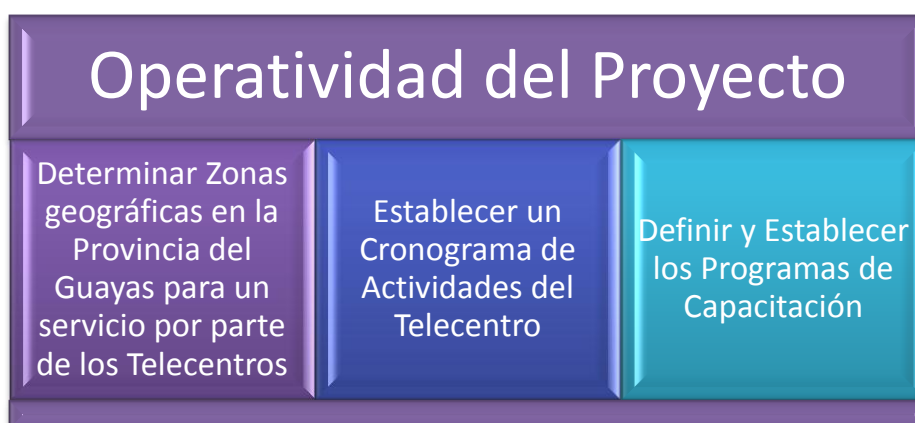 Operatividad del Proyecto
Determinar Zonas
geográficas en la
Provincia del
Guayas para un
servicio por parte
de los Telecentros
Establecer un
Cronograma de
Actividades del
Telecentro
Definir y Establecer
los Programas de
Capacitación